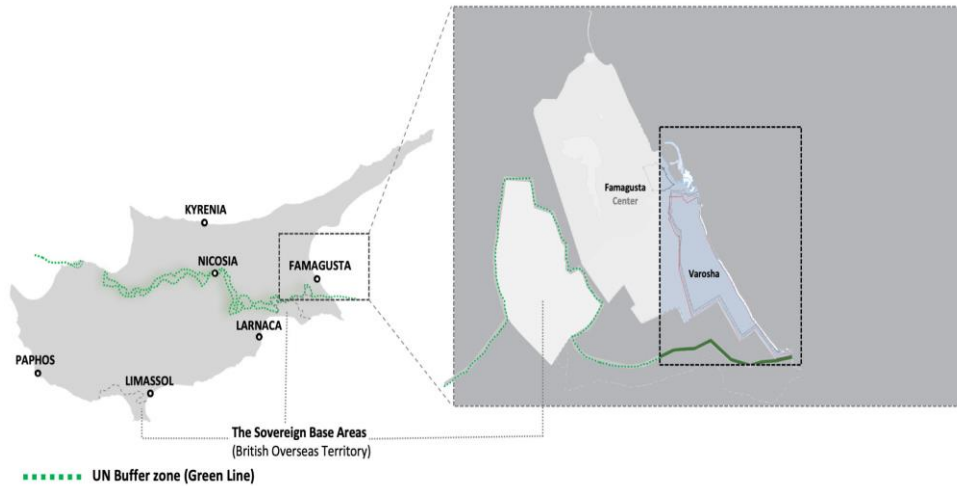 KYRENIA
NICOSIA
FAMAGUSTA
LARNACA
PAPHOS
LIMASSOL
Famagusta
Center
Varosha
The Sovereign Base Areas
(British Overseas Territory)
UN Buffer zone (Green Line)